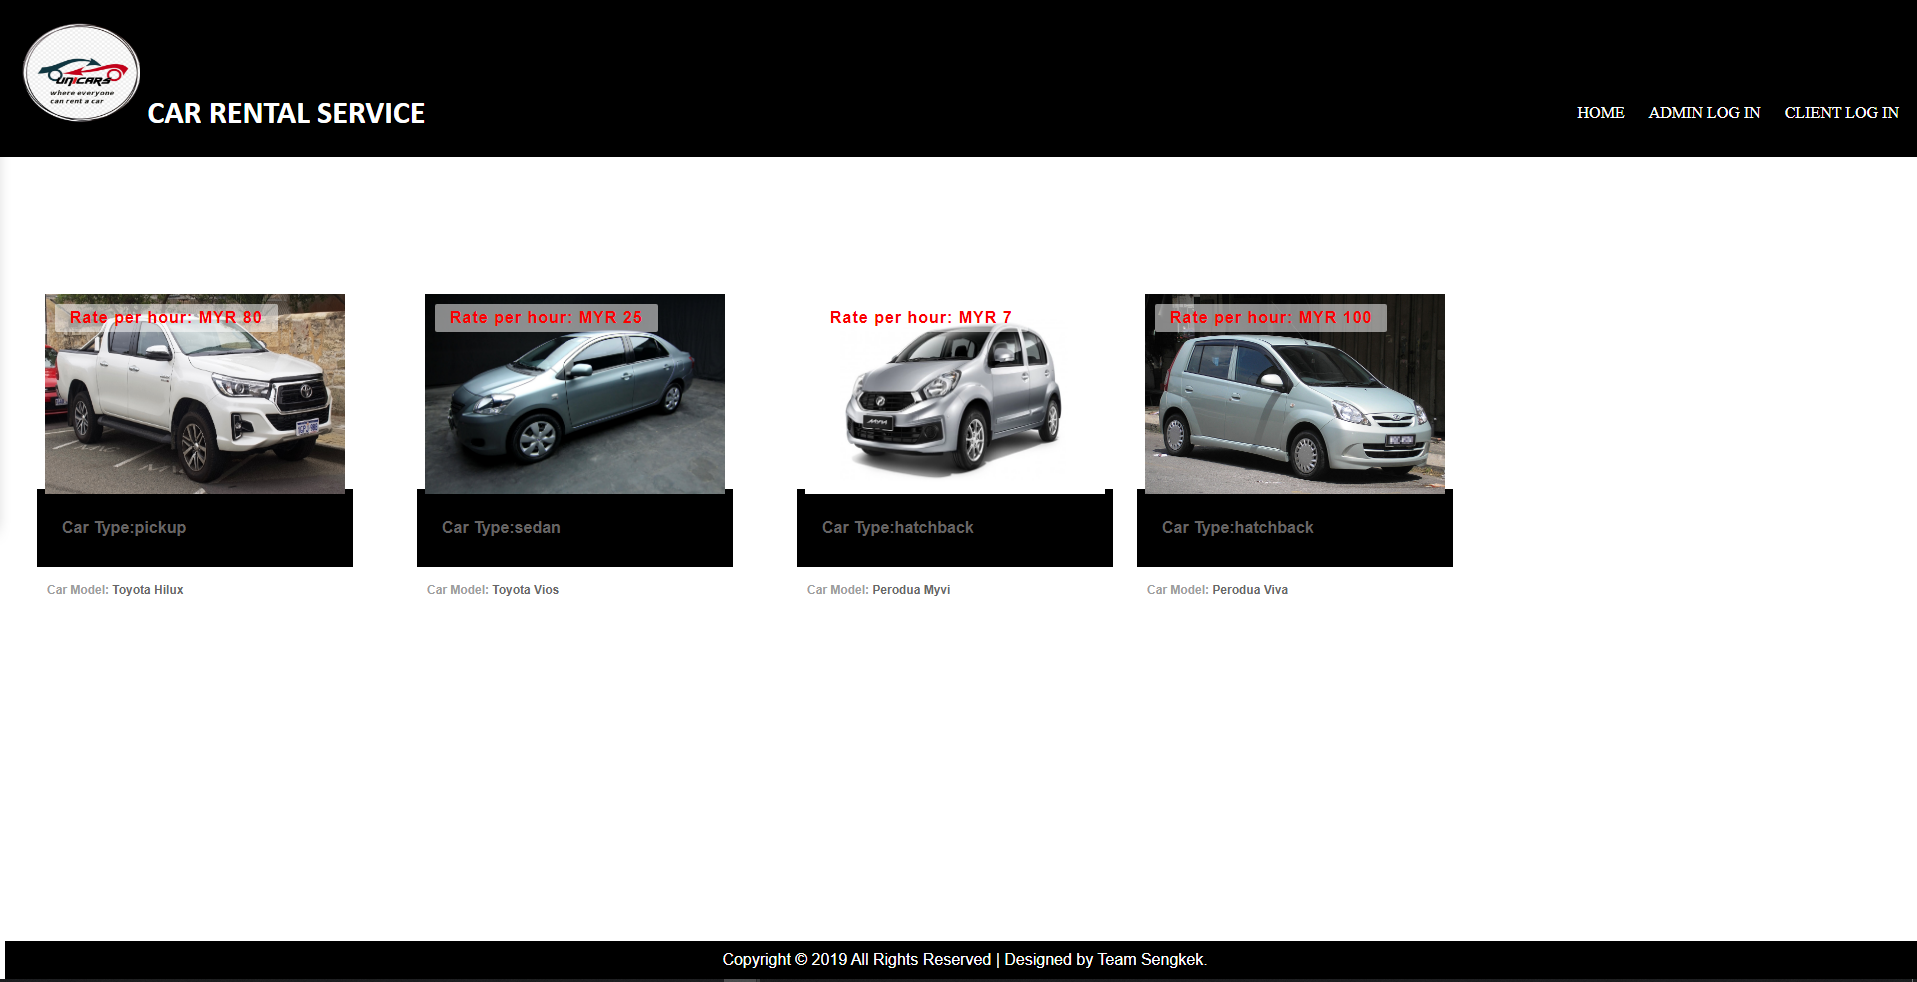 UNICARS
where everyone
can rent a car
CAR RENTAL SERVICE
HOME ADMIN LOG IN CLIENT LOG IN
Rate per hour: MYR 80
Rate per hour: MYR 25
Rate per hour: MYR 7
Rate per hour: MYR 100
Car Type:pickup
Car Type:sedan
Car Type:hatchback
Car Type:hatchback
Car Model: Toyota Hilux
Car Model: Toyota Vios
Car Model: Perodua Myvi
Car Model: Perodua Viva
Copyright © 2019 All Rights Reserved | Designed by Team Sengkek.